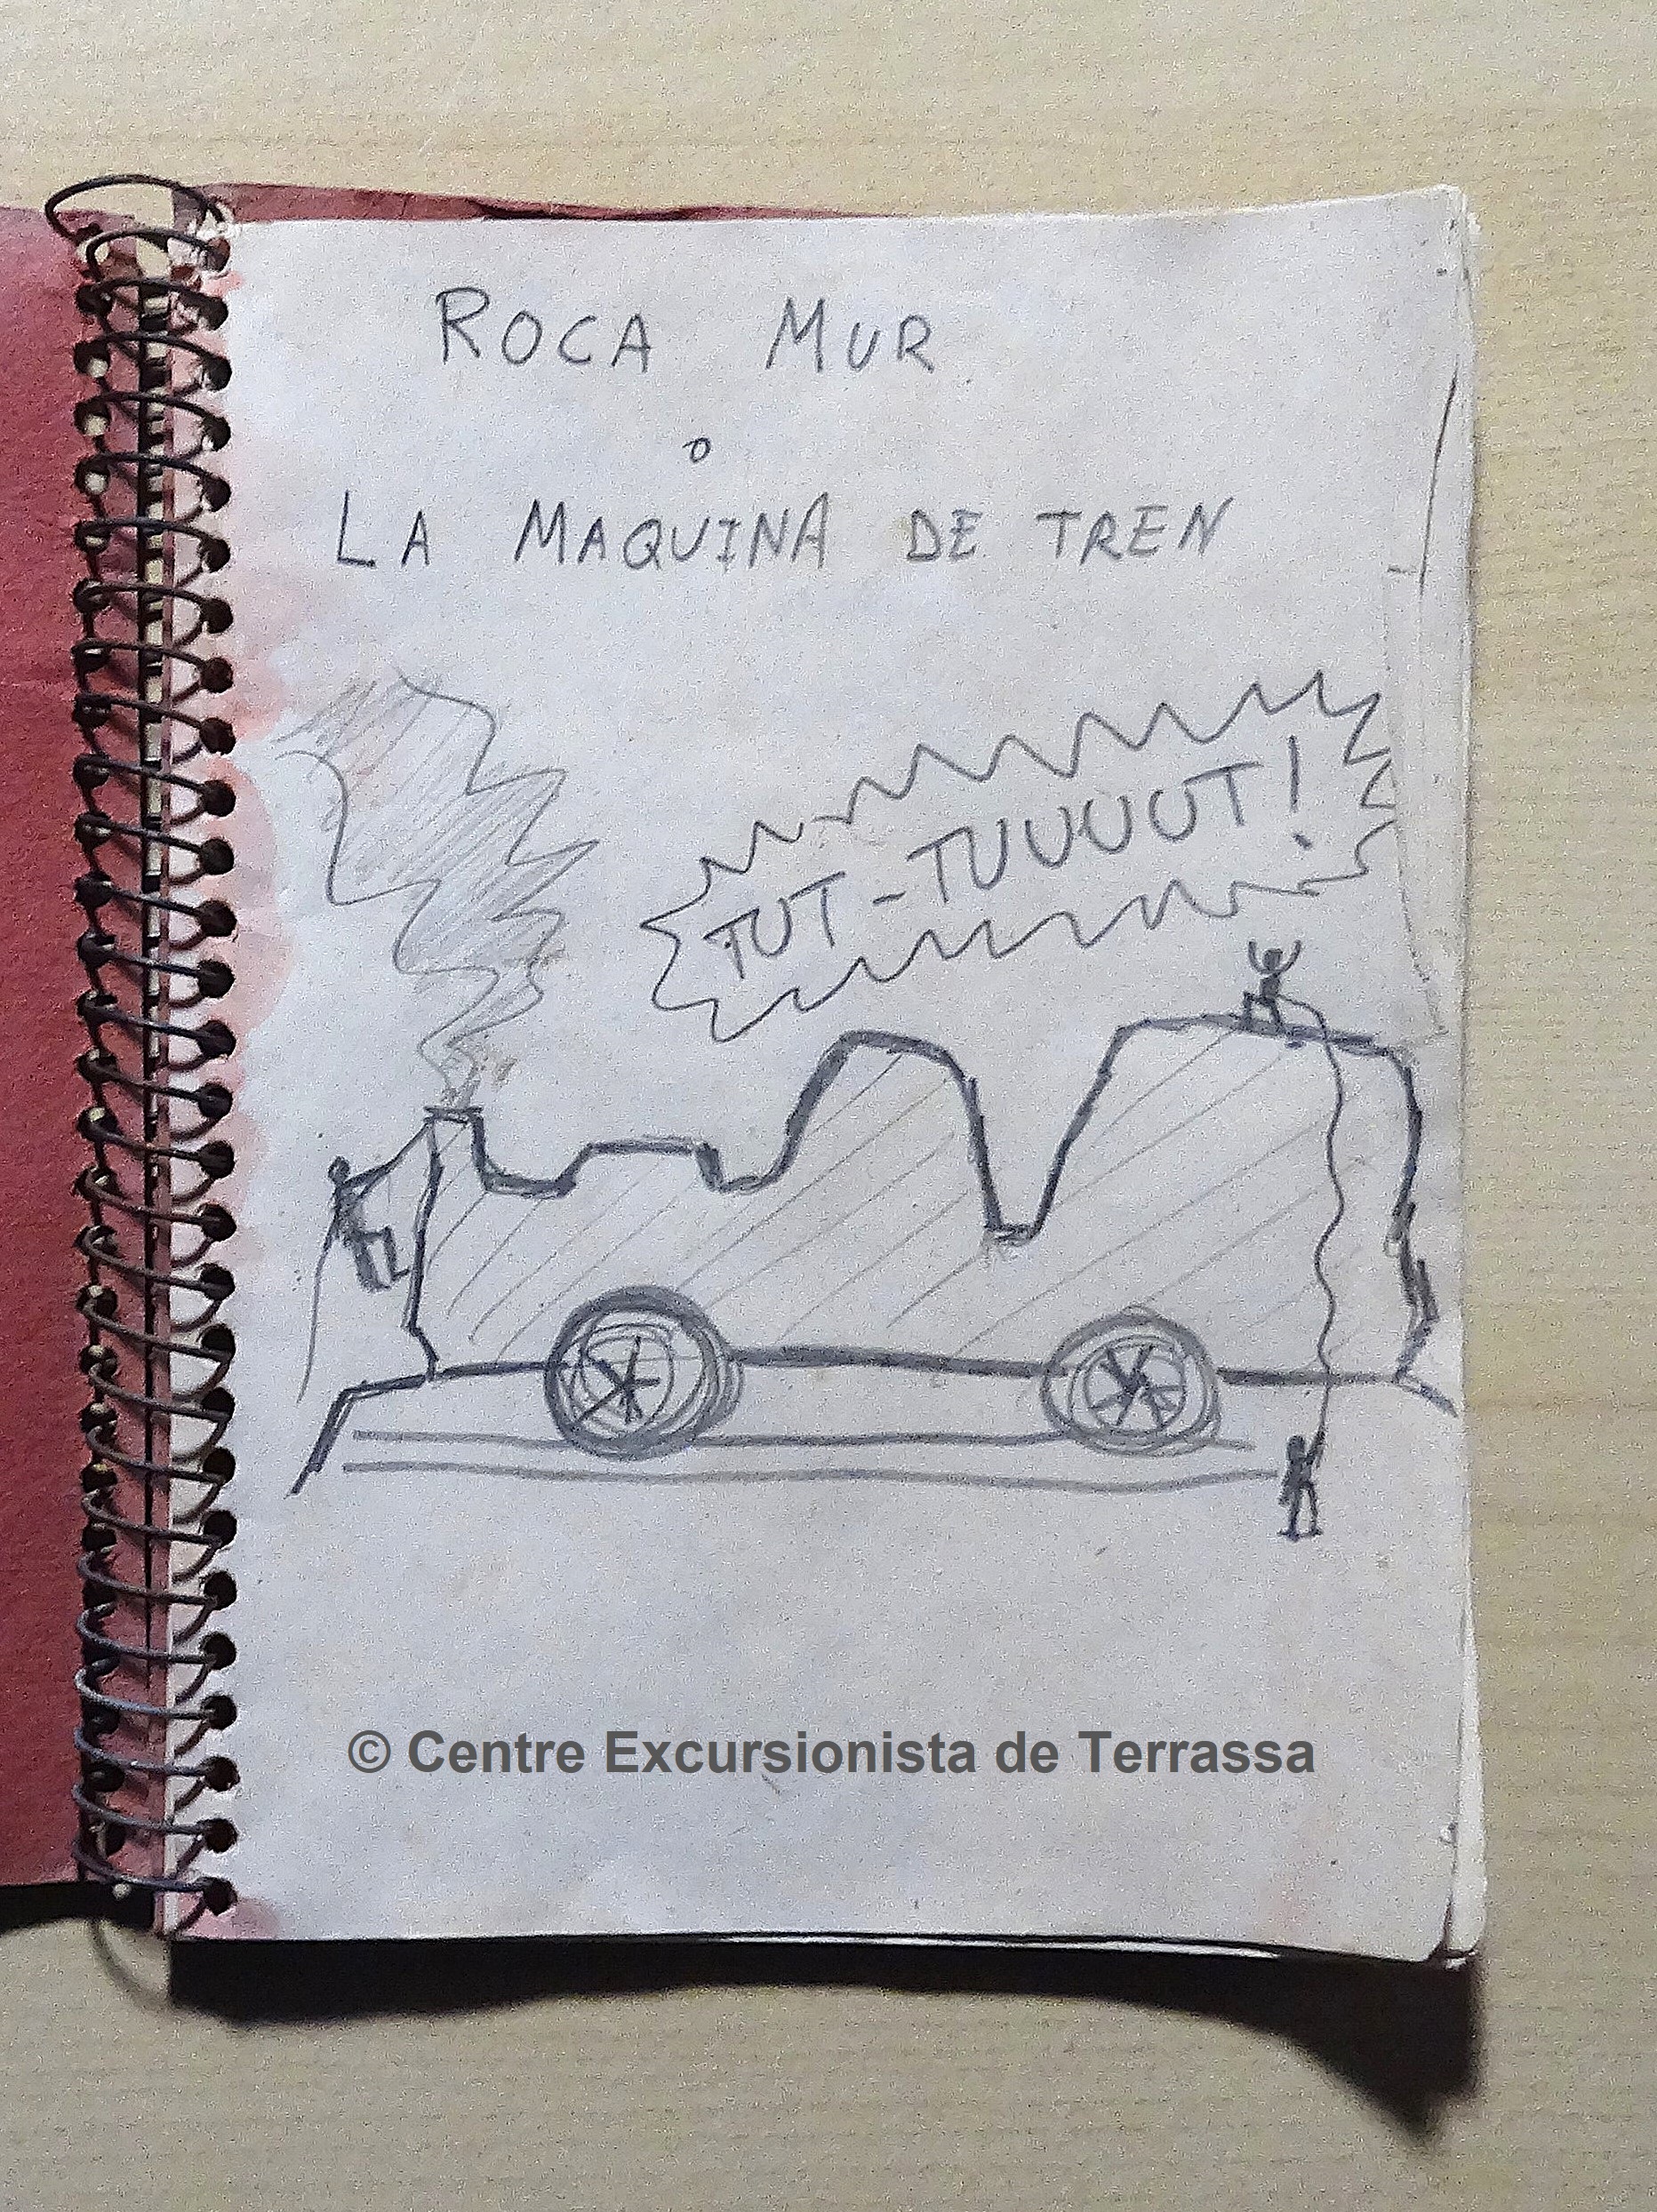 ROCA MUR
o
LA MAQUINA DE TREN
TUT-TUUUUT!
© Centre Excursionista de Terrassa